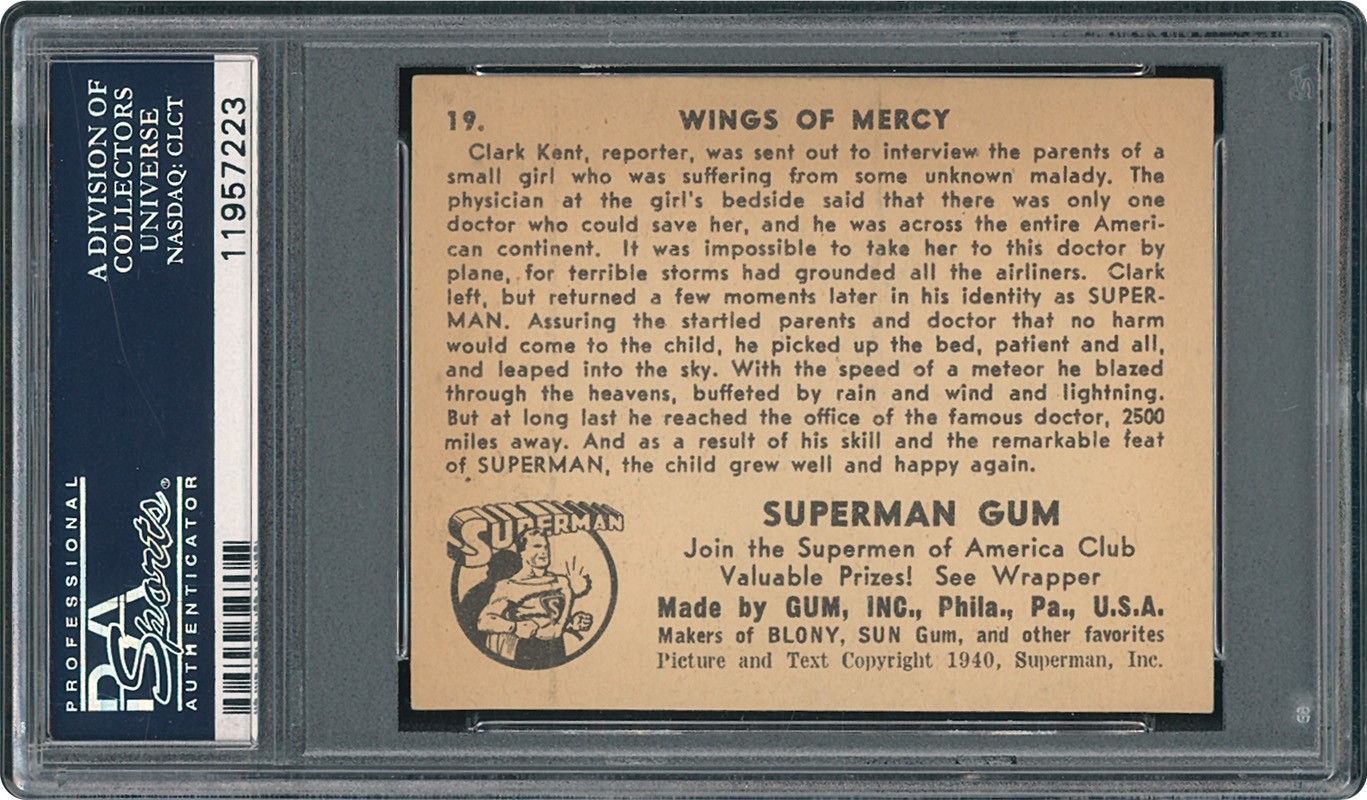 A DIVISION OF
COLLECTORS
UNIVERSE
NASDAQ: CLCT
11957223
PROFESSIONAL
PSA
Sports®
AUTHENTICATOR
19. WINGS OF MERCY
Clark Kent, reporter, was sent out to interview the parents of a
small girl who was suffering from some unknown malady. The
physician at the girl's bedside said that there was only one
doctor who could save her, and he was across the entire Ameri-
can continent. It was impossible to take her to this doctor by
plane, for terrible storms had grounded all the airliners. Clark
left, but returned a few moments later in his identity as SUPER-
MAN. Assuring the startled parents and doctor that no harm
would come to the child, he picked up the bed, patient and all,
and leaped into the sky. With the speed of a meteor he blazed
through the heavens, buffeted by rain and wind and lightning.
But at long last he reached the office of the famous doctor, 2500
miles away. And as a result of his skill and the remarkable feat
of SUPERMAN, the child grew well and happy again.
SUPERMAN
S
SUPERMAN GUM
Join the Supermen of America Club
Valuable Prizes! See Wrapper
Made by GUM, INC., Phila., Pa., U.S.A.
Makers of BLONY, SUN Gum, and other favorites
Picture and Text Copyright 1940, Superman, Inc.